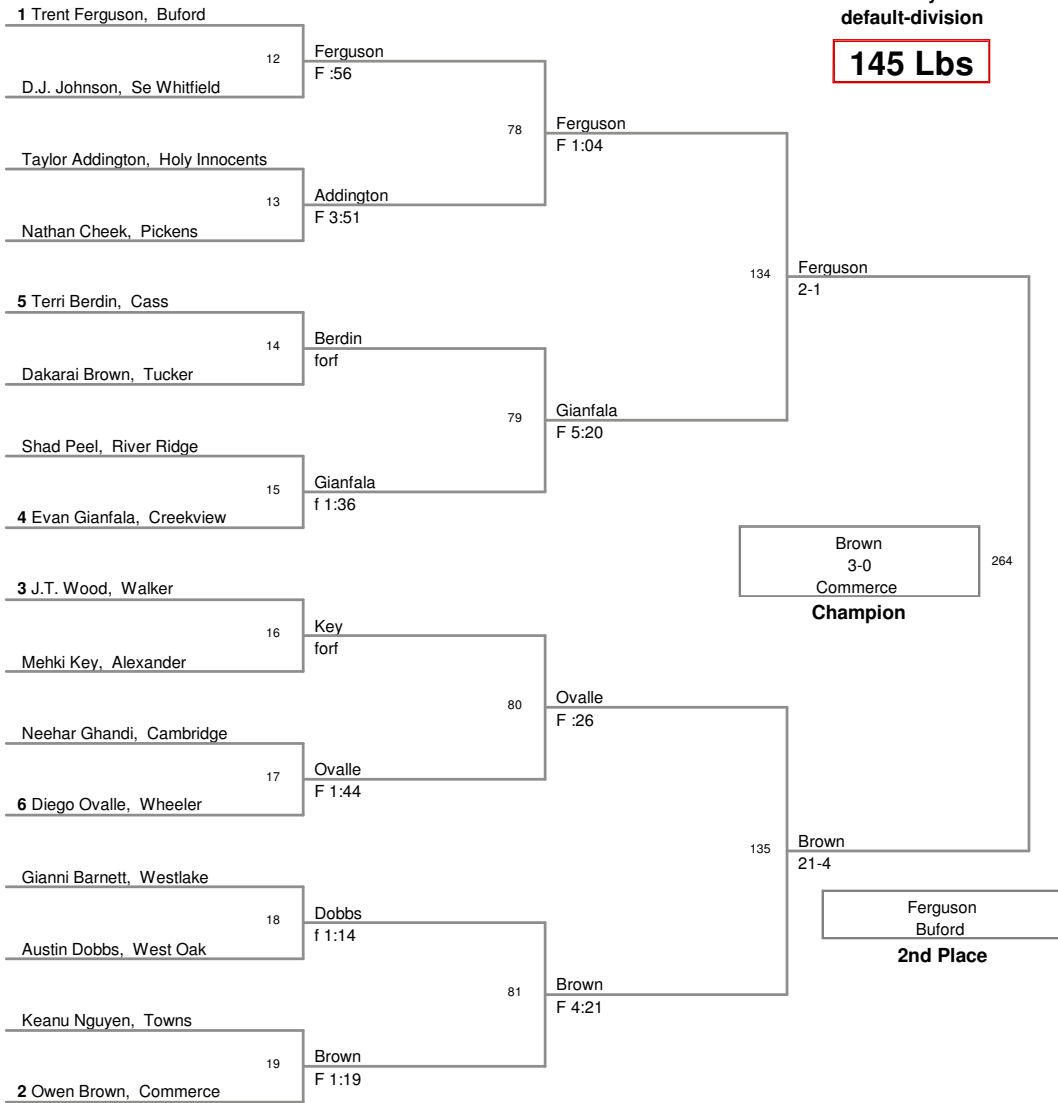 default-division
145 Lbs
1 Trent Ferguson, Buford
12
Ferguson
F :56
D.J. Johnson, Se Whitfield
78
Ferguson
F 1:04
Taylor Addington, Holy Innocents
13
Addington
F 3:51
Nathan Cheek, Pickens
134
Ferguson
2-1
5 Terri Berdin, Cass
14
Berdin
forf
Dakarai Brown, Tucker
79
Gianfala
F 5:20
Shad Peel, River Ridge
15
Gianfala
f 1:36
4 Evan Gianfala, Creekview
Brown
3-0
Commerce
264
Champion
3 J.T. Wood, Walker
16
Key
forf
Mehki Key, Alexander
80
Ovalle
F :26
Neehar Ghandi, Cambridge
17
Ovalle
F 1:44
6 Diego Ovalle, Wheeler
135
Brown
21-4
Gianni Barnett, Westlake
18
Dobbs
f 1:14
Austin Dobbs, West Oak
Ferguson
Buford
2nd Place
81
Brown
F 4:21
Keanu Nguyen, Towns
19
Brown
F 1:19
2 Owen Brown, Commerce